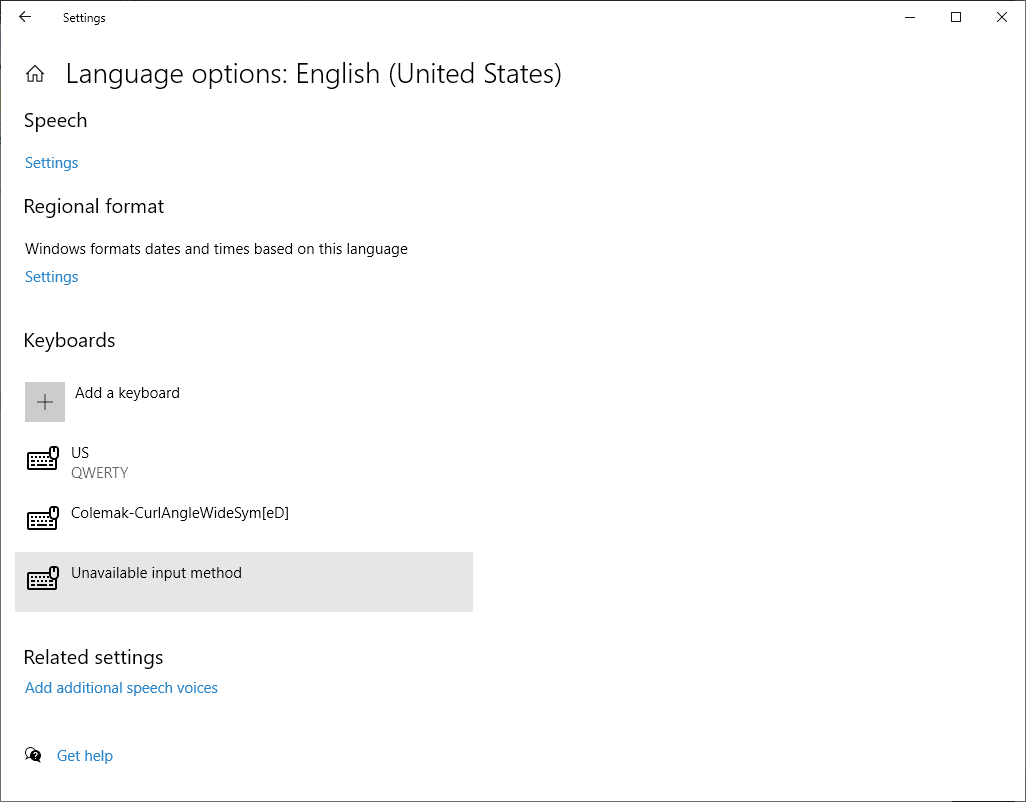 Settings
Language options: English (United States)
Speech
Settings
Regional format
Windows formats dates and times based on this language
Settings
Keyboards
Add a keyboard
US
QWERTY
Colemak-CurlAngleWideSym[eD]
Unavailable input method
Related settings
Add additional speech voices
Get help